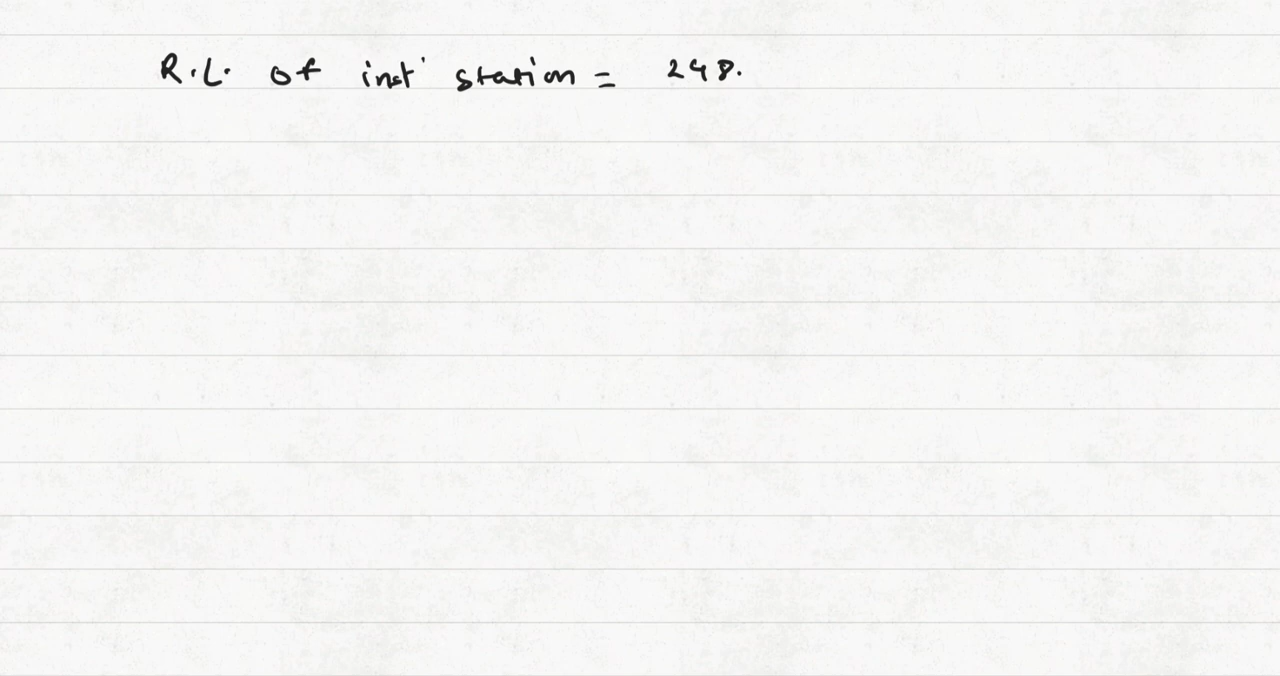 R.L. of inst' station = 248.